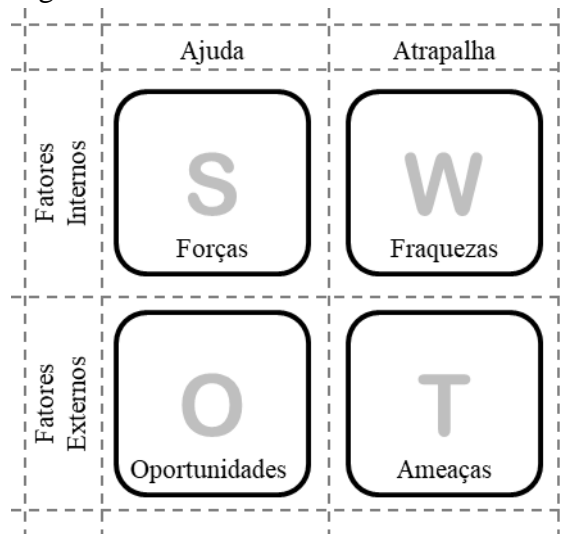 Ajuda
Atrapalha
Fatores
Internos
S
Forças
W
Fraquezas
Fatores
Externos
O
Oportunidades
T
Ameaças